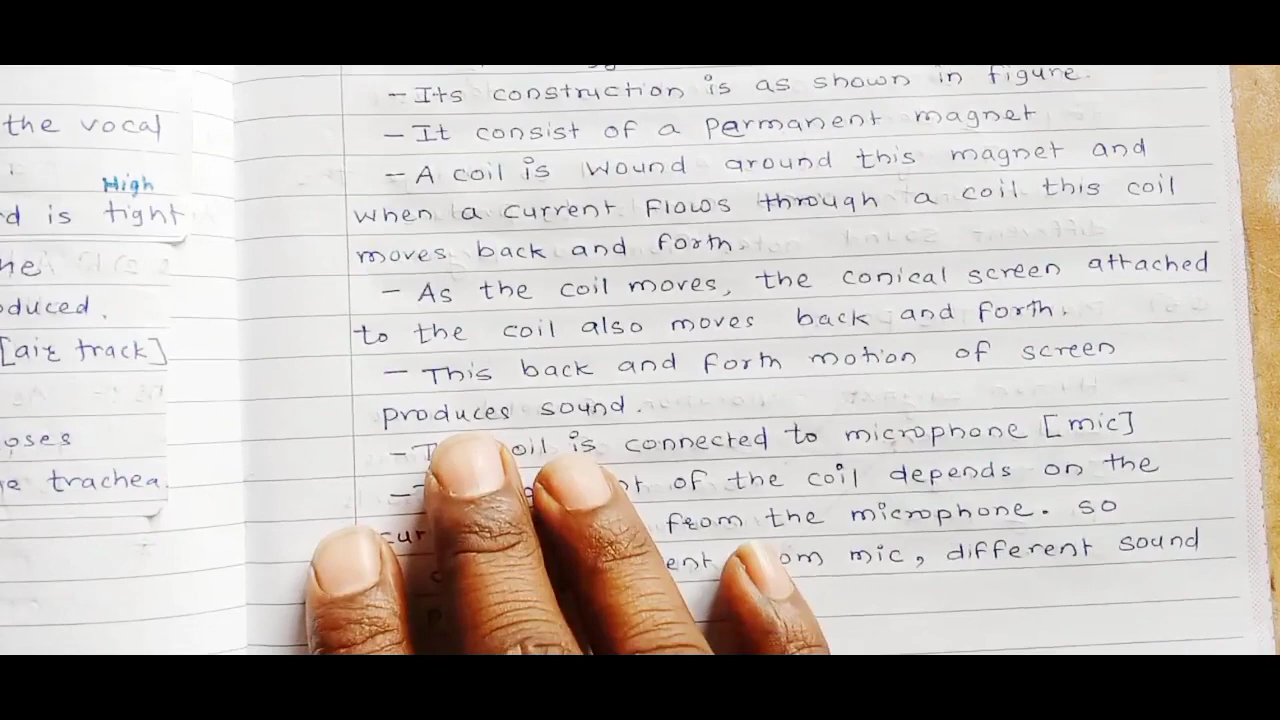 the vocal
High
is tight
oduced.
[air track]
oses
trachea.
- Its construction is as shown in figure.
- It consist of a permanent magnet
- A coil is wound around this magnet and
when a current flows through a coil this coil
moves back and forth.
- As the coil moves, the conical screen attached
to the coil also moves back and forth.
- This back and forth motion of screen
produces sound.
oil is connected to microphone [mic]
of the coil depends on the
cur from the microphone. so
ent om mic, different sound